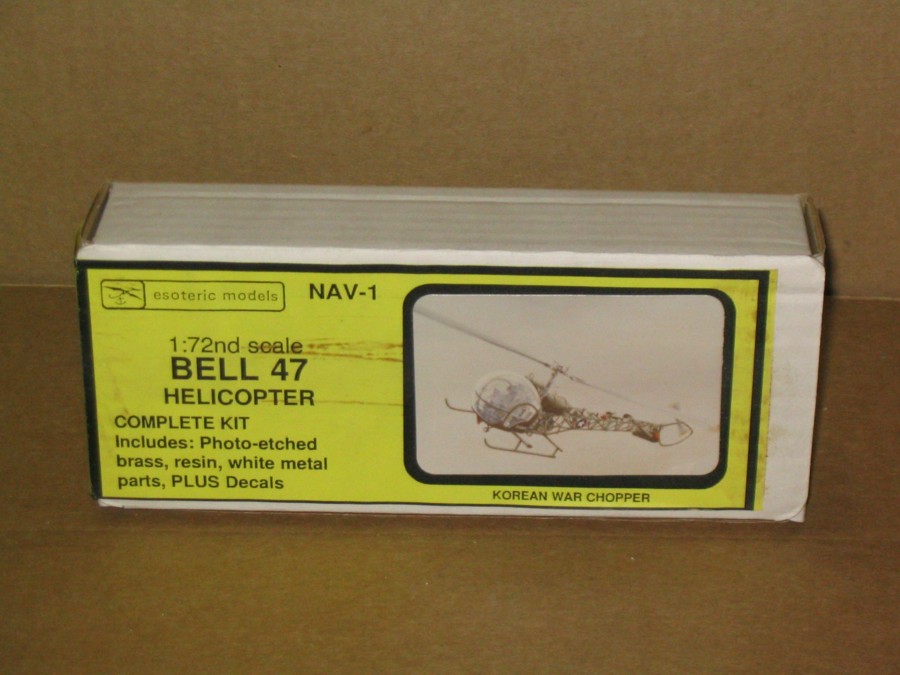 esoteric models
NAV-1
1:72nd scale
BELL 47
HELICOPTER
COMPLETE KIT
Includes: Photo-etched
brass, resin, white metal
parts, PLUS Decals
KOREAN WAR CHOPPER